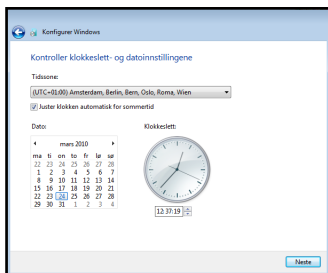 Konfigurer Windows
Kontroller klokkeslett- og datoinnstillingene
Tidssone:
(UTC+01:00) Amsterdam, Berlin, Bern, Oslo, Roma, Wien
Juster klokken automatisk for sommertid
Dato:
Klokkeslett:
mars 2010
ma ti on to fr lø sø
22 23 24 25 26 27 28
1 2 3 4 5 6 7
8 9 10 11 12 13 14
15 16 17 18 19 20 21
22 23 24 25 26 27 28
29 30 31 1 2 3 4
12:37:19
Neste